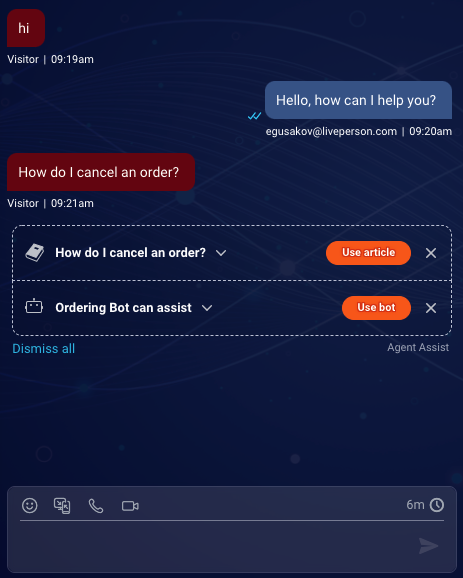 hi
Visitor | 09:19am
Hello, how can I help you?
egusakov@liveperson.com | 09:20am
How do I cancel an order?
Visitor | 09:21am
How do I cancel an order? Use article
Ordering Bot can assist Use bot
Dismiss all Agent Assist
6m